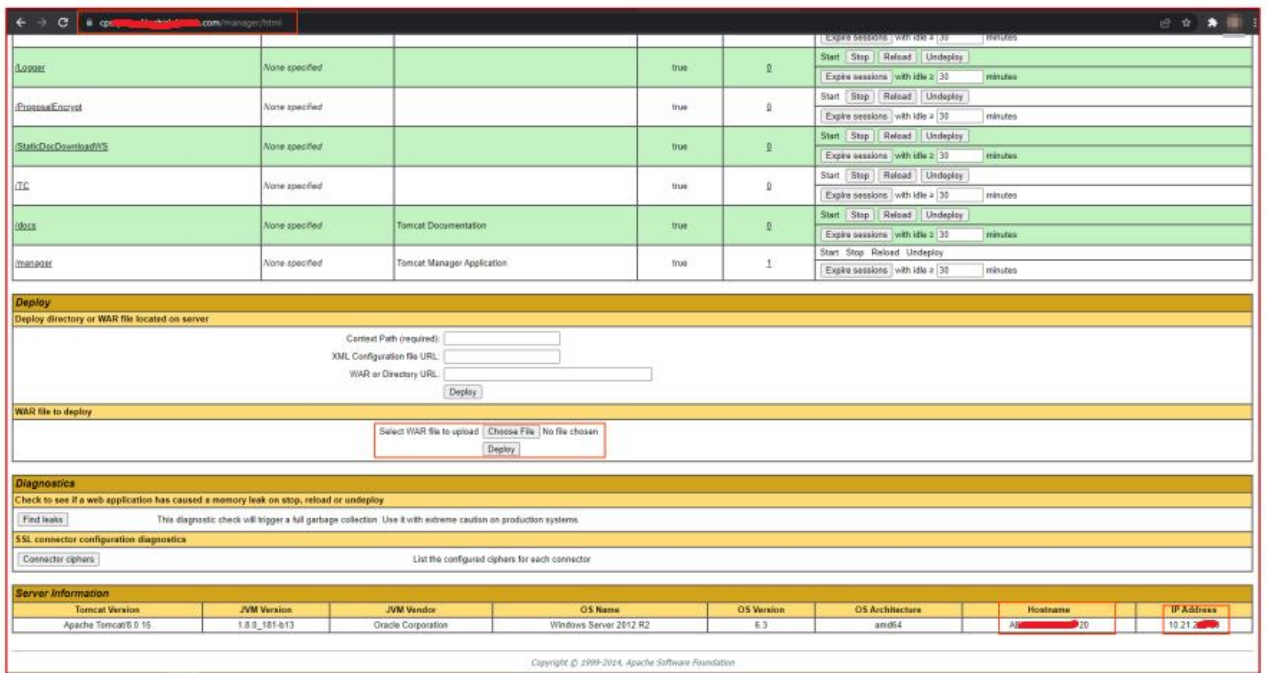 .com/manager/html
Expire sessions with idle ≥ 30 minutes
/Logger None specified true 0 Start Stop Reload Undeploy
Expire sessions with idle ≥ 30 minutes
/ProposalEncrypt None specified true 0 Start Stop Reload Undeploy
Expire sessions with idle ≥ 30 minutes
/StaticDocDownloadWS None specified true 0 Start Stop Reload Undeploy
Expire sessions with idle ≥ 30 minutes
/TC None specified true 0 Start Stop Reload Undeploy
Expire sessions with idle ≥ 30 minutes
/docs None specified Tomcat Documentation true 0 Start Stop Reload Undeploy
Expire sessions with idle ≥ 30 minutes
/manager None specified Tomcat Manager Application true 1 Start Stop Reload Undeploy
Expire sessions with idle ≥ 30 minutes
Deploy
Deploy directory or WAR file located on server
Context Path (required):
XML Configuration file URL:
WAR or Directory URL:
Deploy
WAR file to deploy
Select WAR file to upload Choose File No file chosen
Deploy
Diagnostics
Check to see if a web application has caused a memory leak on stop, reload or undeploy
Find leaks This diagnostic check will trigger a full garbage collection. Use it with extreme caution on production systems.
SSL connector configuration diagnostics
Connector ciphers List the configured ciphers for each connector
Server Information
Tomcat Version JVM Version JVM Vendor OS Name OS Version OS Architecture Hostname IP Address
Apache Tomcat/8.0.15 1.8.0_181-b13 Oracle Corporation Windows Server 2012 R2 6.3 amd64 20 10.21.2
Copyright © 1999-2014, Apache Software Foundation